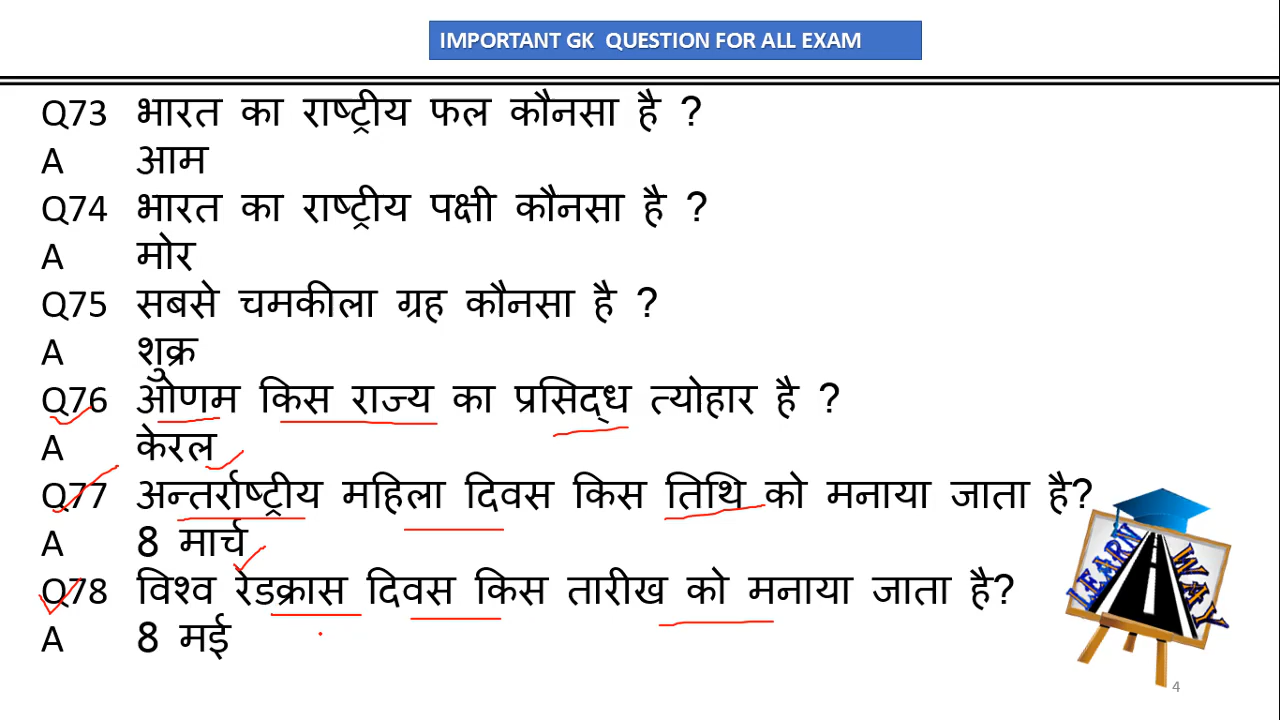 IMPORTANT GK QUESTION FOR ALL EXAM
Q73 भारत का राष्ट्रीय फल कौनसा है ?
A आम
Q74 भारत का राष्ट्रीय पक्षी कौनसा है ?
A मोर
Q75 सबसे चमकीला ग्रह कौनसा है ?
A शुक्र
Q76 ओणम किस राज्य का प्रसिद्ध त्योहार है ?
A केरल
Q77 अन्तर्राष्ट्रीय महिला दिवस किस तिथि को मनाया जाता है?
A 8 मार्च
Q78 विश्व रेडक्रास दिवस किस तारीख को मनाया जाता है?
A 8 मई
LEARN WAY
4